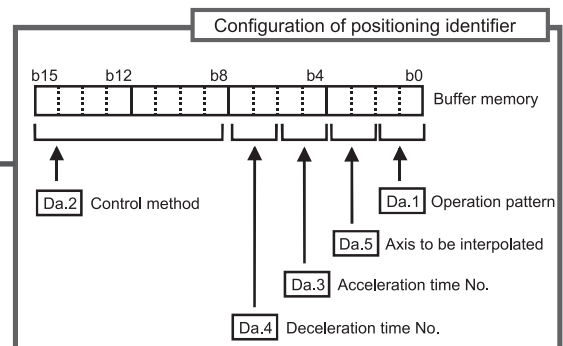 Configuration of positioning identifier
b15 b12 b8 b4 b0
Buffer memory
Da.2 Control method
Da.1 Operation pattern
Da.5 Axis to be interpolated
Da.3 Acceleration time No.
Da.4 Deceleration time No.